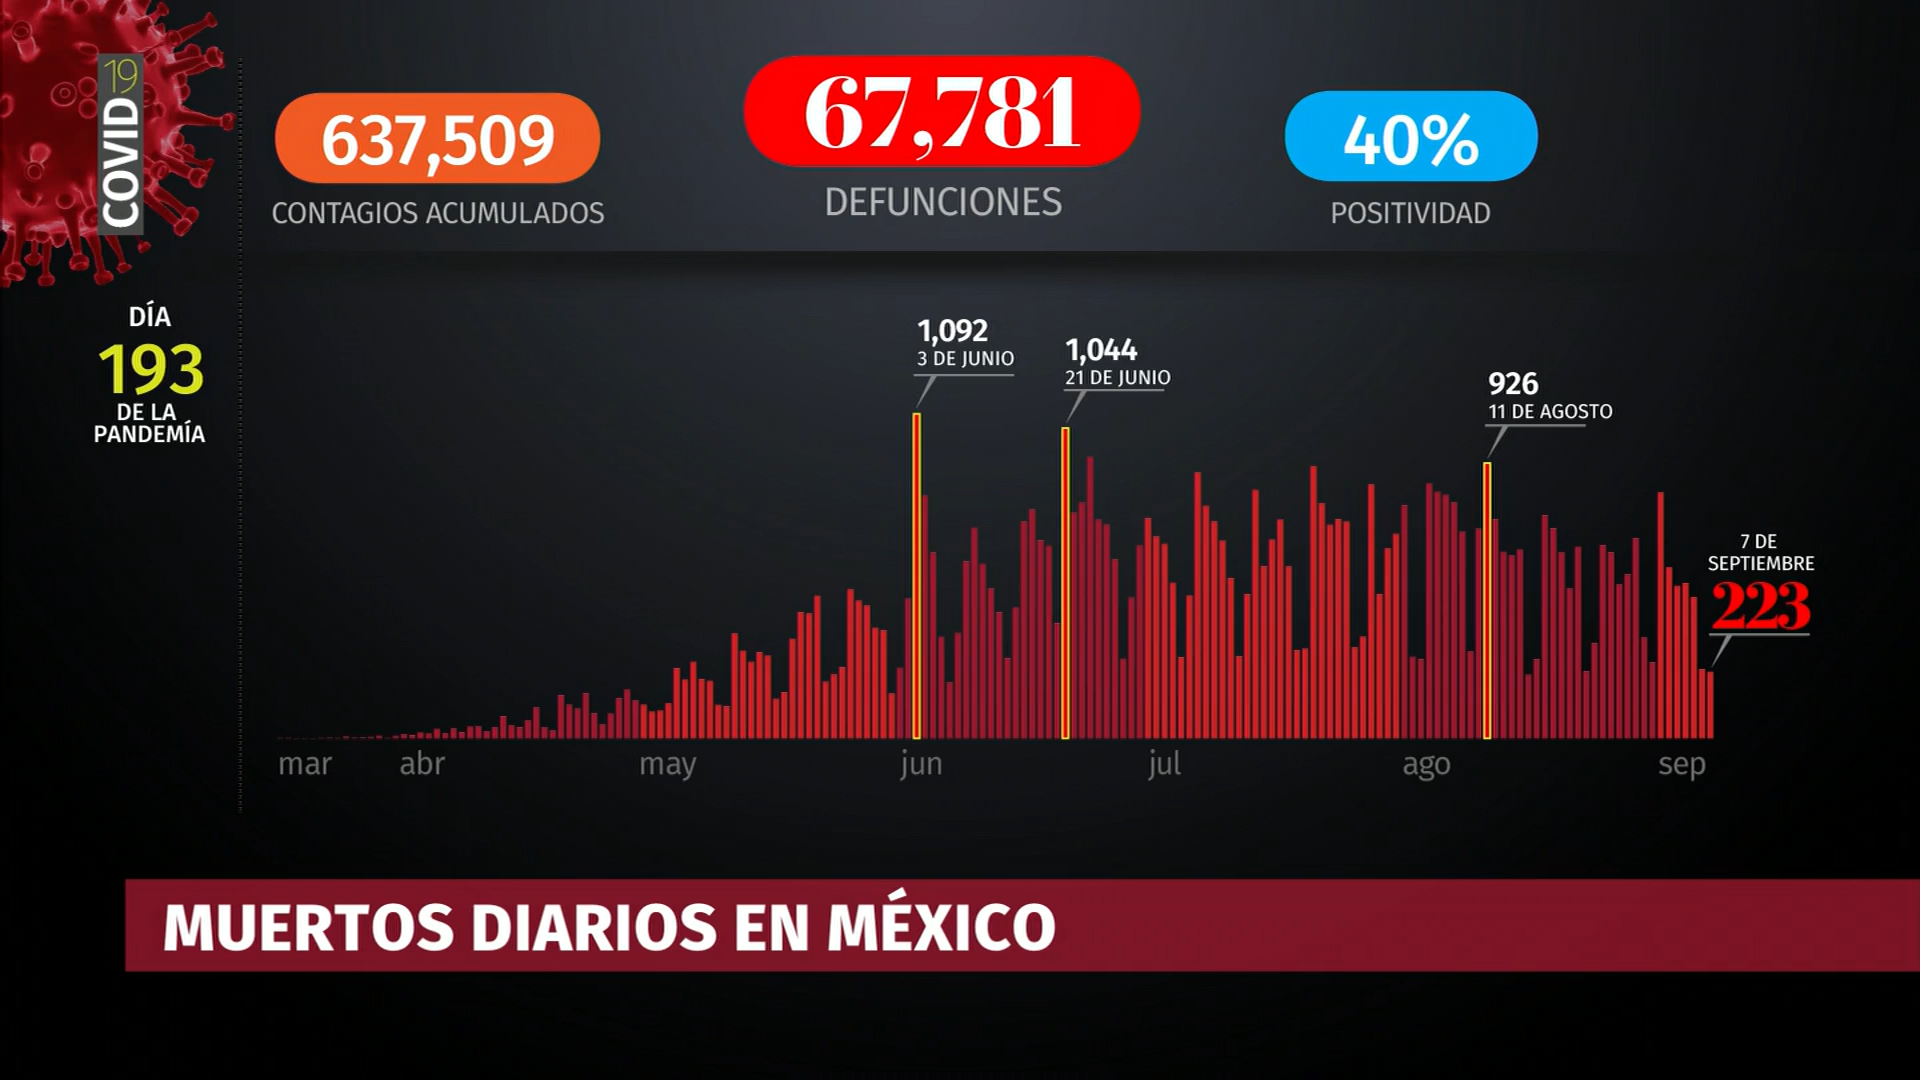 COVID19
637,509
CONTAGIOS ACUMULADOS
67,781
DEFUNCIONES
40%
POSITIVIDAD
DÍA
193
DE LA
PANDEMÍA
1,092
3 DE JUNIO
1,044
21 DE JUNIO
926
11 DE AGOSTO
7 DE
SEPTIEMBRE
223
mar abr may jun jul ago sep
MUERTOS DIARIOS EN MÉXICO